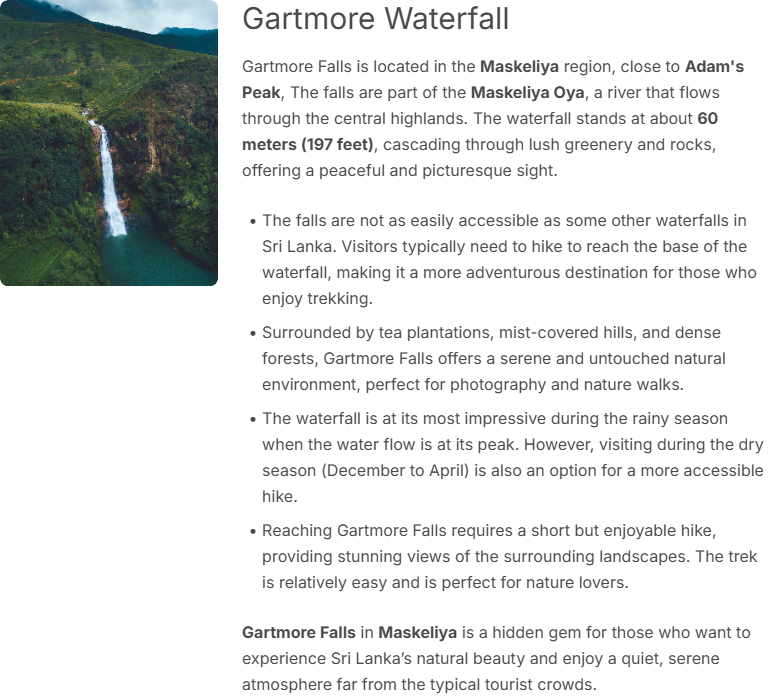 Gartmore Waterfall
Gartmore Falls is located in the Maskeliya region, close to Adam's
Peak, The falls are part of the Maskeliya Oya, a river that flows
through the central highlands. The waterfall stands at about 60
meters (197 feet), cascading through lush greenery and rocks,
offering a peaceful and picturesque sight.
• The falls are not as easily accessible as some other waterfalls in
Sri Lanka. Visitors typically need to hike to reach the base of the
waterfall, making it a more adventurous destination for those who
enjoy trekking.
• Surrounded by tea plantations, mist-covered hills, and dense
forests, Gartmore Falls offers a serene and untouched natural
environment, perfect for photography and nature walks.
• The waterfall is at its most impressive during the rainy season
when the water flow is at its peak. However, visiting during the dry
season (December to April) is also an option for a more accessible
hike.
• Reaching Gartmore Falls requires a short but enjoyable hike,
providing stunning views of the surrounding landscapes. The trek
is relatively easy and is perfect for nature lovers.
Gartmore Falls in Maskeliya is a hidden gem for those who want to
experience Sri Lanka’s natural beauty and enjoy a quiet, serene
atmosphere far from the typical tourist crowds.